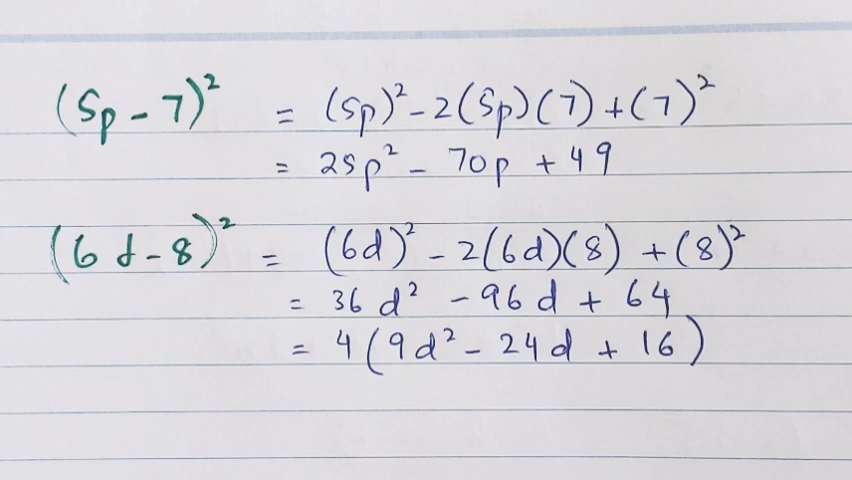 (5p - 7)² = (5p)² - 2(5p)(7) + (7)²
= 25p² - 70p + 49
(6d - 8)² = (6d)² - 2(6d)(8) + (8)²
= 36d² - 96d + 64
= 4(9d² - 24d + 16)